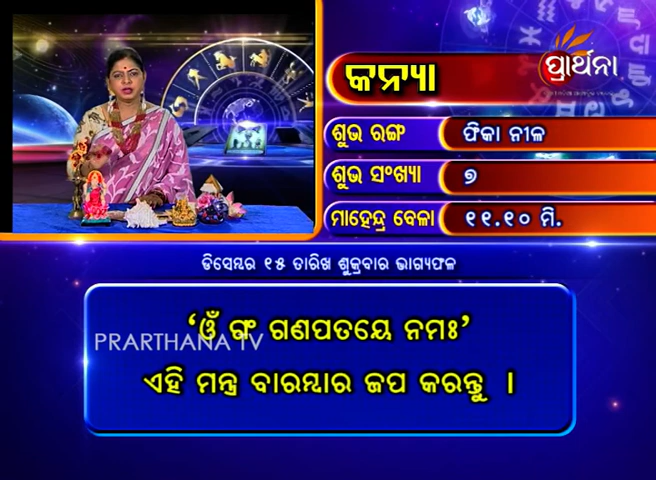 ପ୍ରାର୍ଥନା
କନ୍ୟା
ଶୁଭ ରଙ୍ଗ ଫିକା ନୀଳ
ଶୁଭ ସଂଖ୍ୟା ୭
ମାହେନ୍ଦ୍ର ବେଳା ୧୧.୧୦ ମି.
ଡିସେମ୍ବର ୧୫ ତାରିଖ ଶୁକ୍ରବାର ଭାଗ୍ୟଫଳ
‘ଓଁ ଗଂ ଗଣପତୟେ ନମଃ’
PRARTHANA TV
ଏହି ମନ୍ତ୍ର ବାରମ୍ବାର ଜପ କରନ୍ତୁ ।